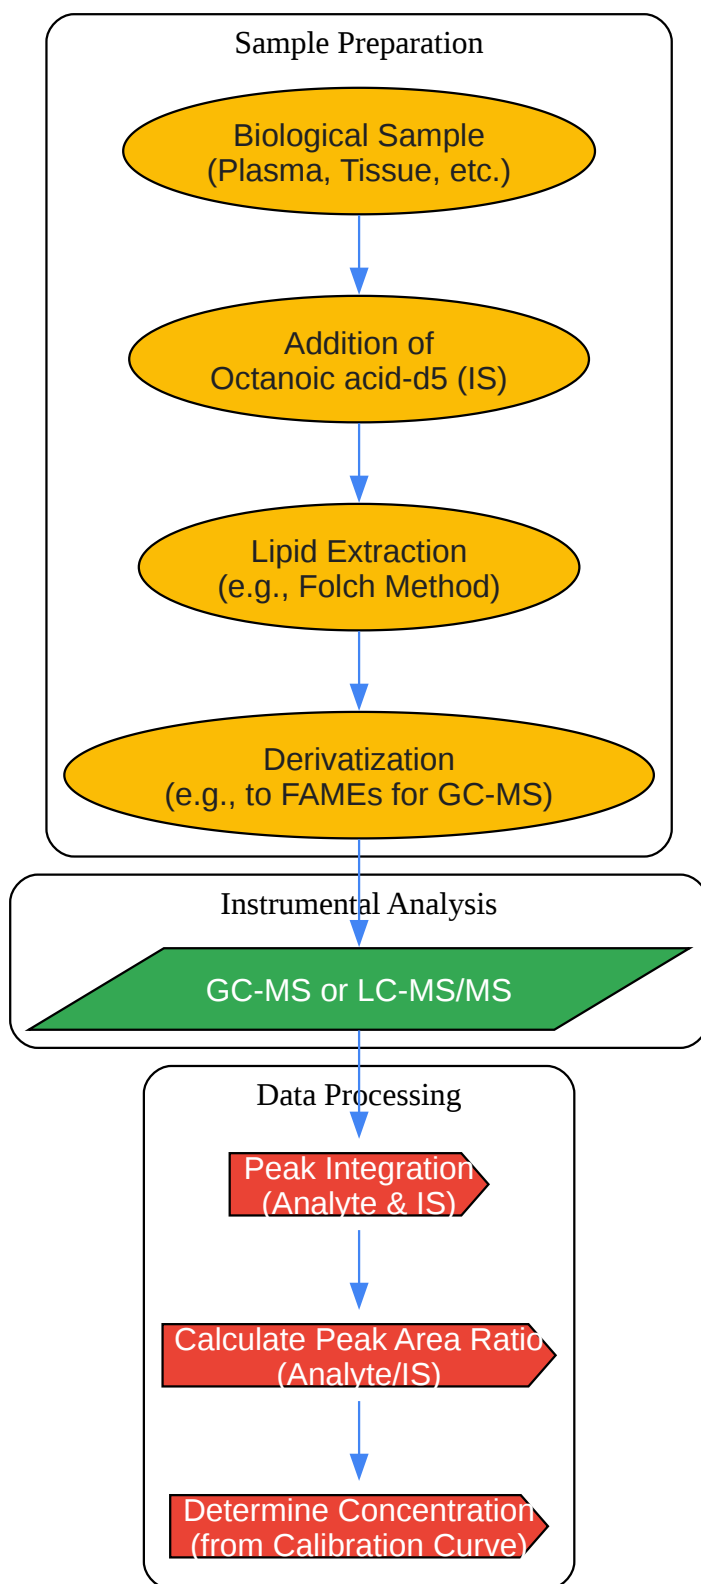 Sample Preparation
Biological Sample
(Plasma, Tissue, etc.)
Addition of
Octanoic acid-d5 (IS)
Lipid Extraction
(e.g., Folch Method)
Derivatization
(e.g., to FAMEs for GC-MS)
Instrumental Analysis
GC-MS or LC-MS/MS
Data Processing
Peak Integration
(Analyte & IS)
Calculate Peak Area Ratio
(Analyte/IS)
Determine Concentration
(from Calibration Curve)